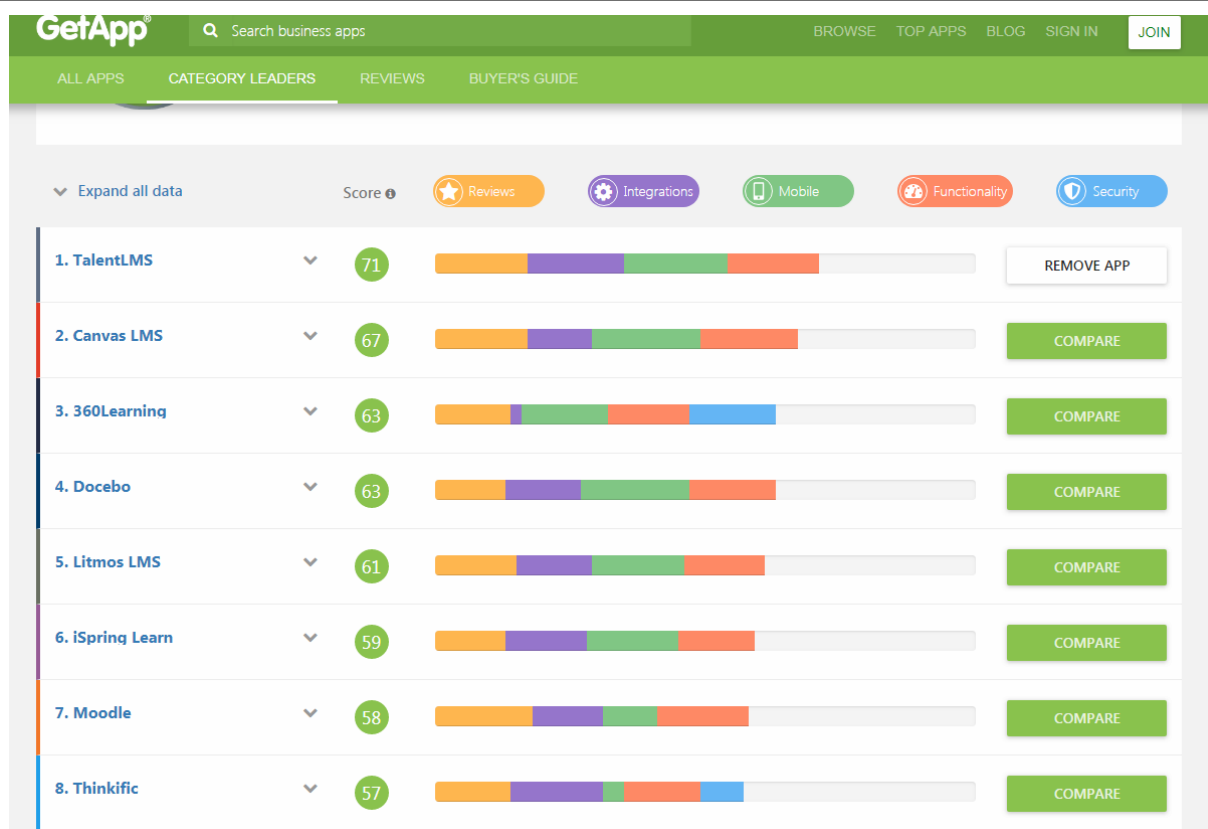 GetApp®
Search business apps
BROWSE TOP APPS BLOG SIGN IN JOIN
ALL APPS CATEGORY LEADERS REVIEWS BUYER'S GUIDE
Expand all data Score Reviews Integrations Mobile Functionality Security
1. TalentLMS 71 REMOVE APP
2. Canvas LMS 67 COMPARE
3. 360Learning 63 COMPARE
4. Docebo 63 COMPARE
5. Litmos LMS 61 COMPARE
6. iSpring Learn 59 COMPARE
7. Moodle 58 COMPARE
8. Thinkific 57 COMPARE